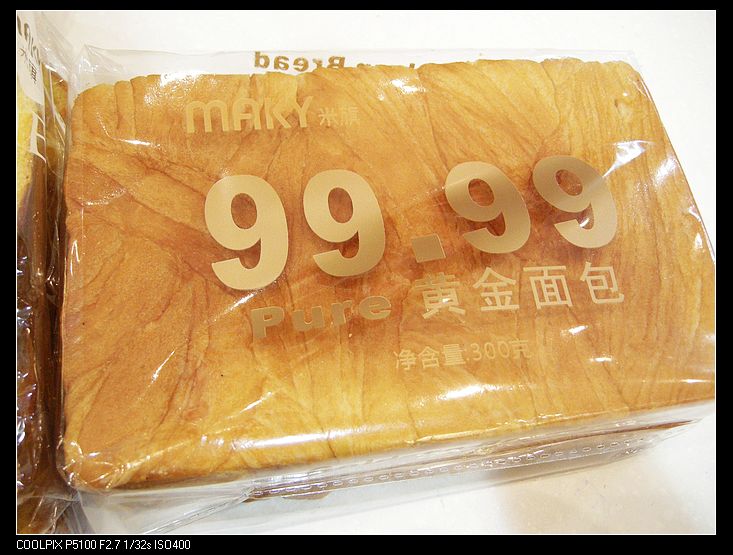 Bread
MAKY 米旗
99.99
Pure 黄金面包
净含量:300克
COOLPIX P5100 F2.7 1/32s ISO400